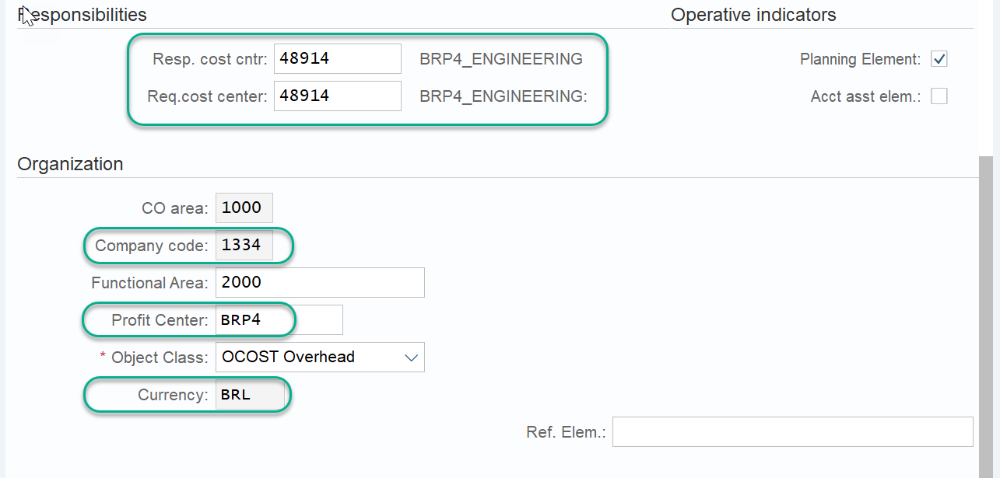 Responsibilities Operative indicators
Resp. cost cntr: 48914 BRP4_ENGINEERING Planning Element:
Req.cost center: 48914 BRP4_ENGINEERING: Acct asst elem.:
Organization
CO area: 1000
Company code: 1334
Functional Area: 2000
Profit Center: BRP4
* Object Class: OCOST Overhead
Currency: BRL
Ref. Elem.: